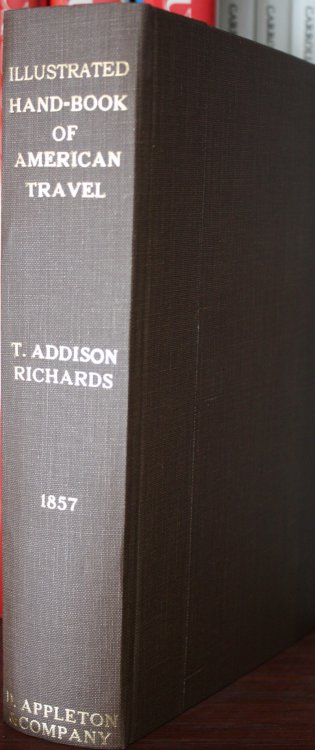 ILLUSTRATED
HAND-BOOK
OF
AMERICAN
TRAVEL
T. ADDISON
RICHARDS
1857
D. APPLETON
& COMPANY